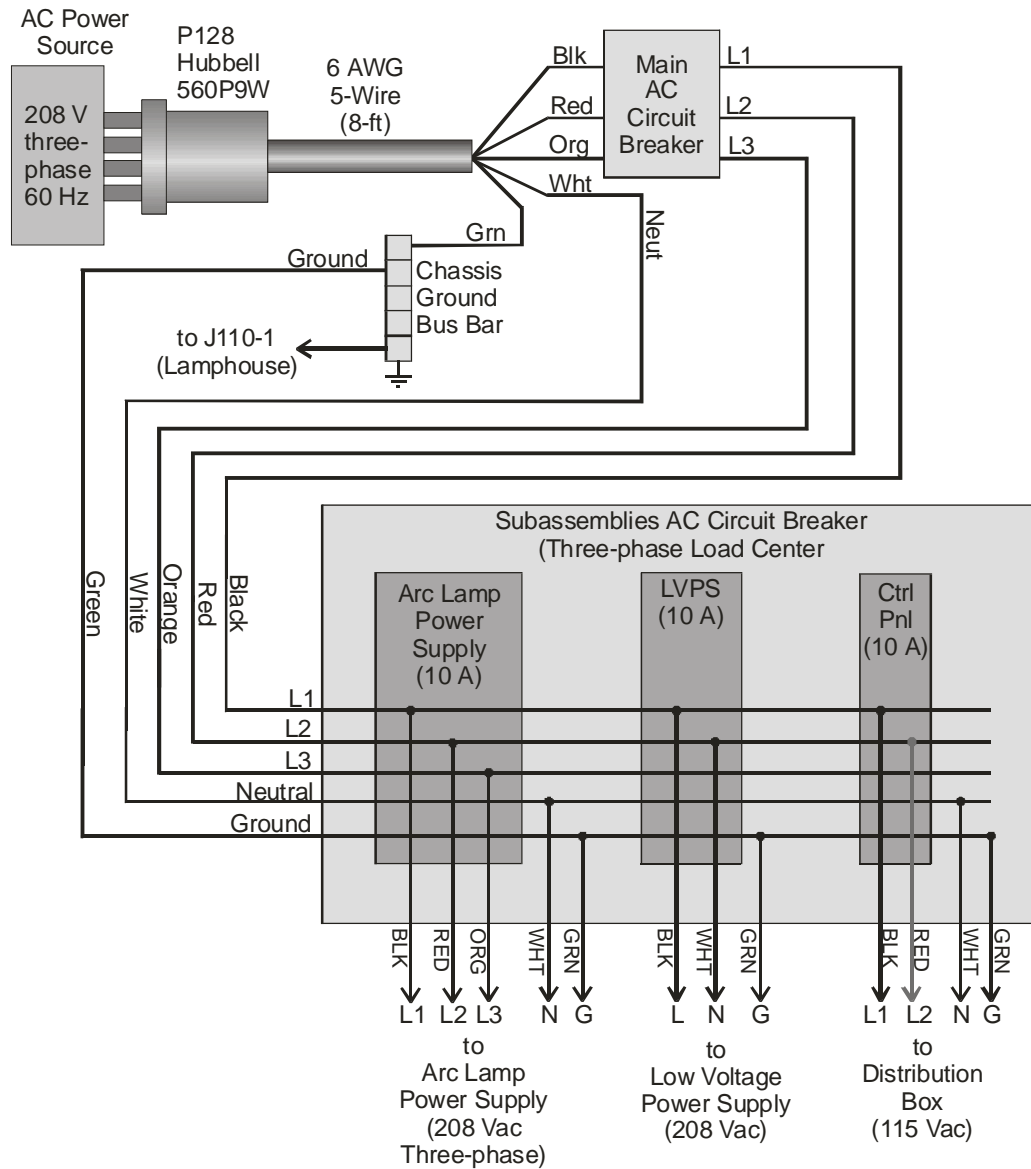 AC Power
Source
P128
Hubbell
560P9W
6 AWG
5-Wire
(8-ft)
208 V
three-
phase
60 Hz
Blk
Red
Org
Wht
Grn
Main
AC
Circuit
Breaker
L1
L2
L3
Neut
Ground
Chassis
Ground
Bus Bar
to J110-1
(Lamphouse)
Green
White
Orange
Red
Black
Subassemblies AC Circuit Breaker
(Three-phase Load Center
Arc Lamp
Power
Supply
(10 A)
LVPS
(10 A)
Ctrl
Pnl
(10 A)
L1
L2
L3
Neutral
Ground
BLK
RED
ORG
WHT
GRN
BLK
WHT
GRN
BLK
RED
WHT
GRN
L1 L2 L3 N G
L N G
L1 L2 N G
to
Arc Lamp
Power Supply
(208 Vac
Three-phase)
to
Low Voltage
Power Supply
(208 Vac)
to
Distribution
Box
(115 Vac)